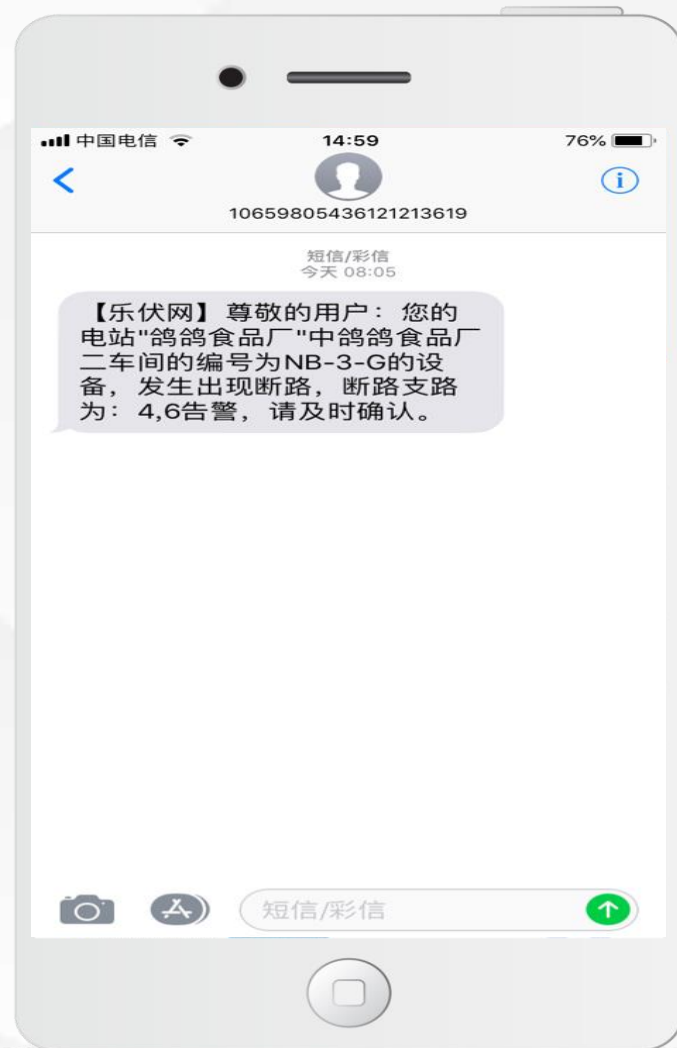 中国电信 14:59 76%
10659805436121213619
短信/彩信
今天 08:05
【乐伏网】尊敬的用户：您的
电站"鸽鸽食品厂"中鸽鸽食品厂
二车间的编号为NB-3-G的设
备，发生出现断路，断路支路
为：4,6告警，请及时确认。
短信/彩信